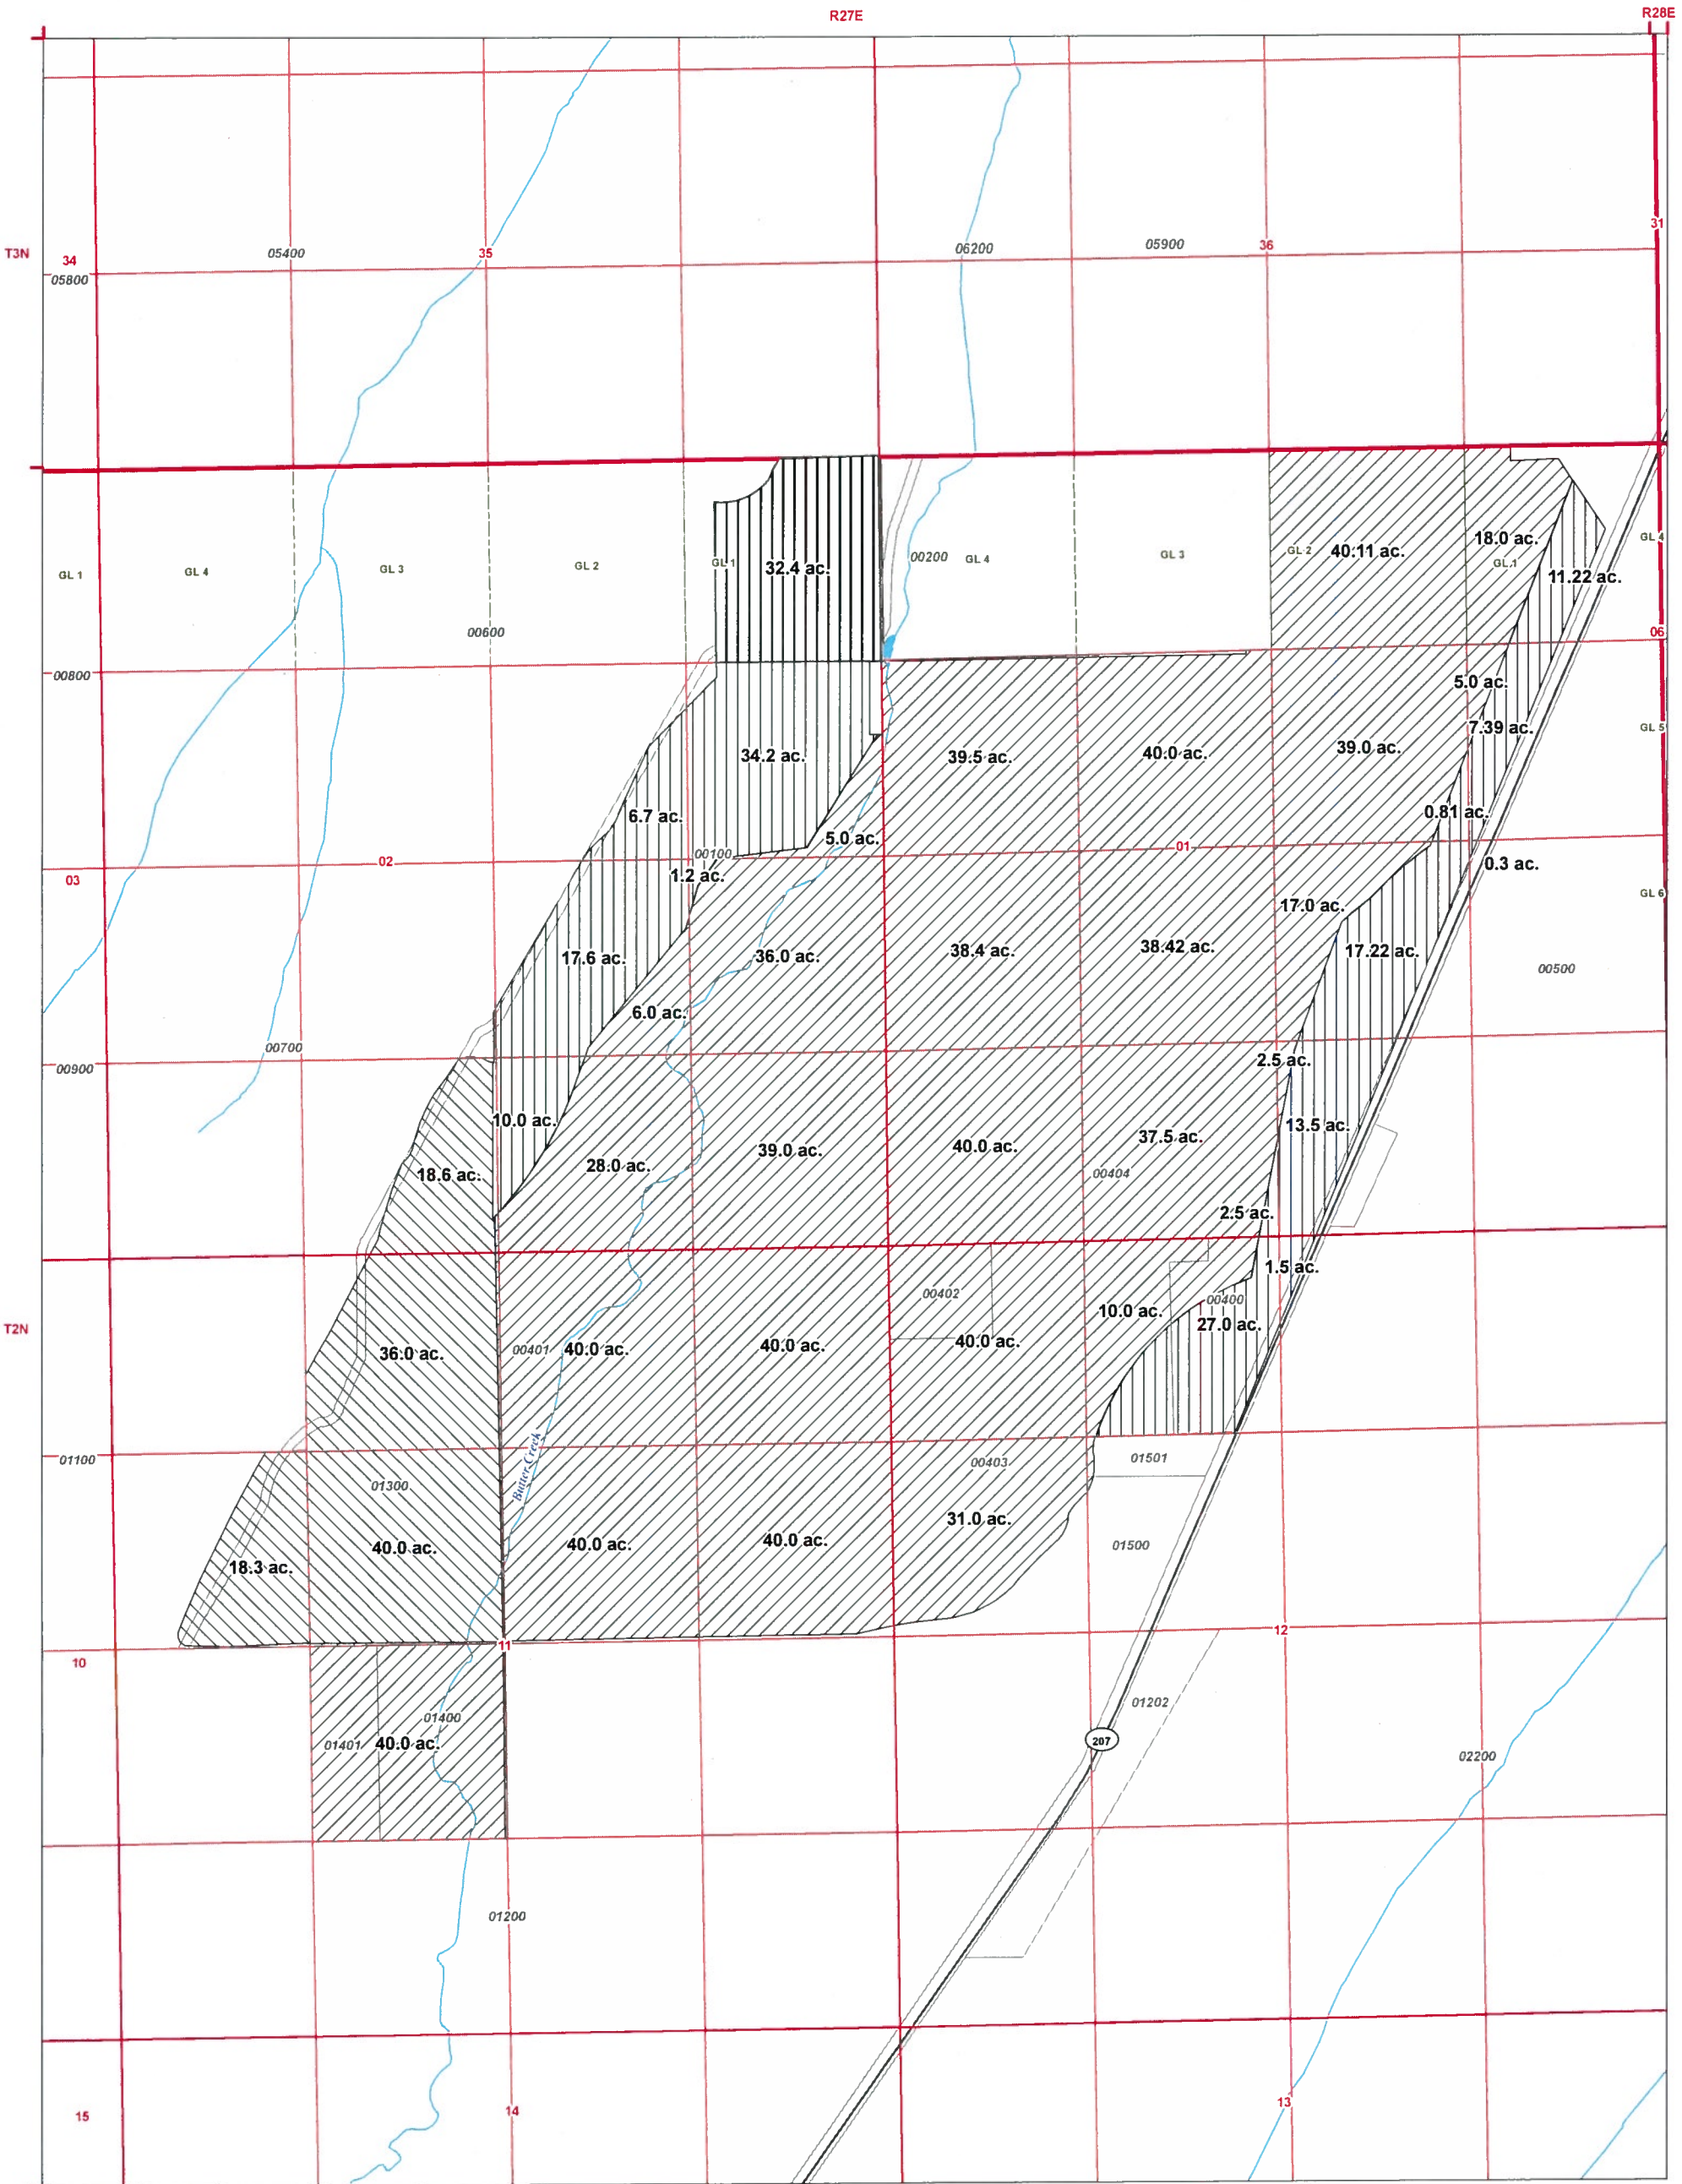 R27E
R28E
31
T3N
34
05400
35
06200
05900
36
05800
GL 1
GL 4
GL 3
GL 2
GL 1
32.4 ac.
00200
GL 4
GL 3
GL 2
40.11 ac.
18.0 ac.
GL 1
GL 4
11.22 ac.
00600
06
00800
5.0 ac.
7.39 ac.
GL 5
34.2 ac.
39.5 ac.
40.0 ac.
39.0 ac.
6.7 ac.
0.81 ac.
5.0 ac.
03
02
00100
01
0.3 ac.
1.2 ac.
GL 6
17.0 ac.
17.6 ac.
36.0 ac.
38.4 ac.
38.42 ac.
17.22 ac.
00500
6.0 ac.
00700
00900
2.5 ac.
10.0 ac.
13.5 ac.
18.6 ac.
28.0 ac.
39.0 ac.
40.0 ac.
37.5 ac.
00404
2.5 ac.
1.5 ac.
00402
00400
T2N
10.0 ac.
27.0 ac.
36.0 ac.
00401
40.0 ac.
40.0 ac.
40.0 ac.
01100
Butter Creek
01300
00403
01501
31.0 ac.
18.3 ac.
40.0 ac.
40.0 ac.
40.0 ac.
01500
10
11
12
01202
01400
01401
40.0 ac.
207
02200
01200
15
14
13